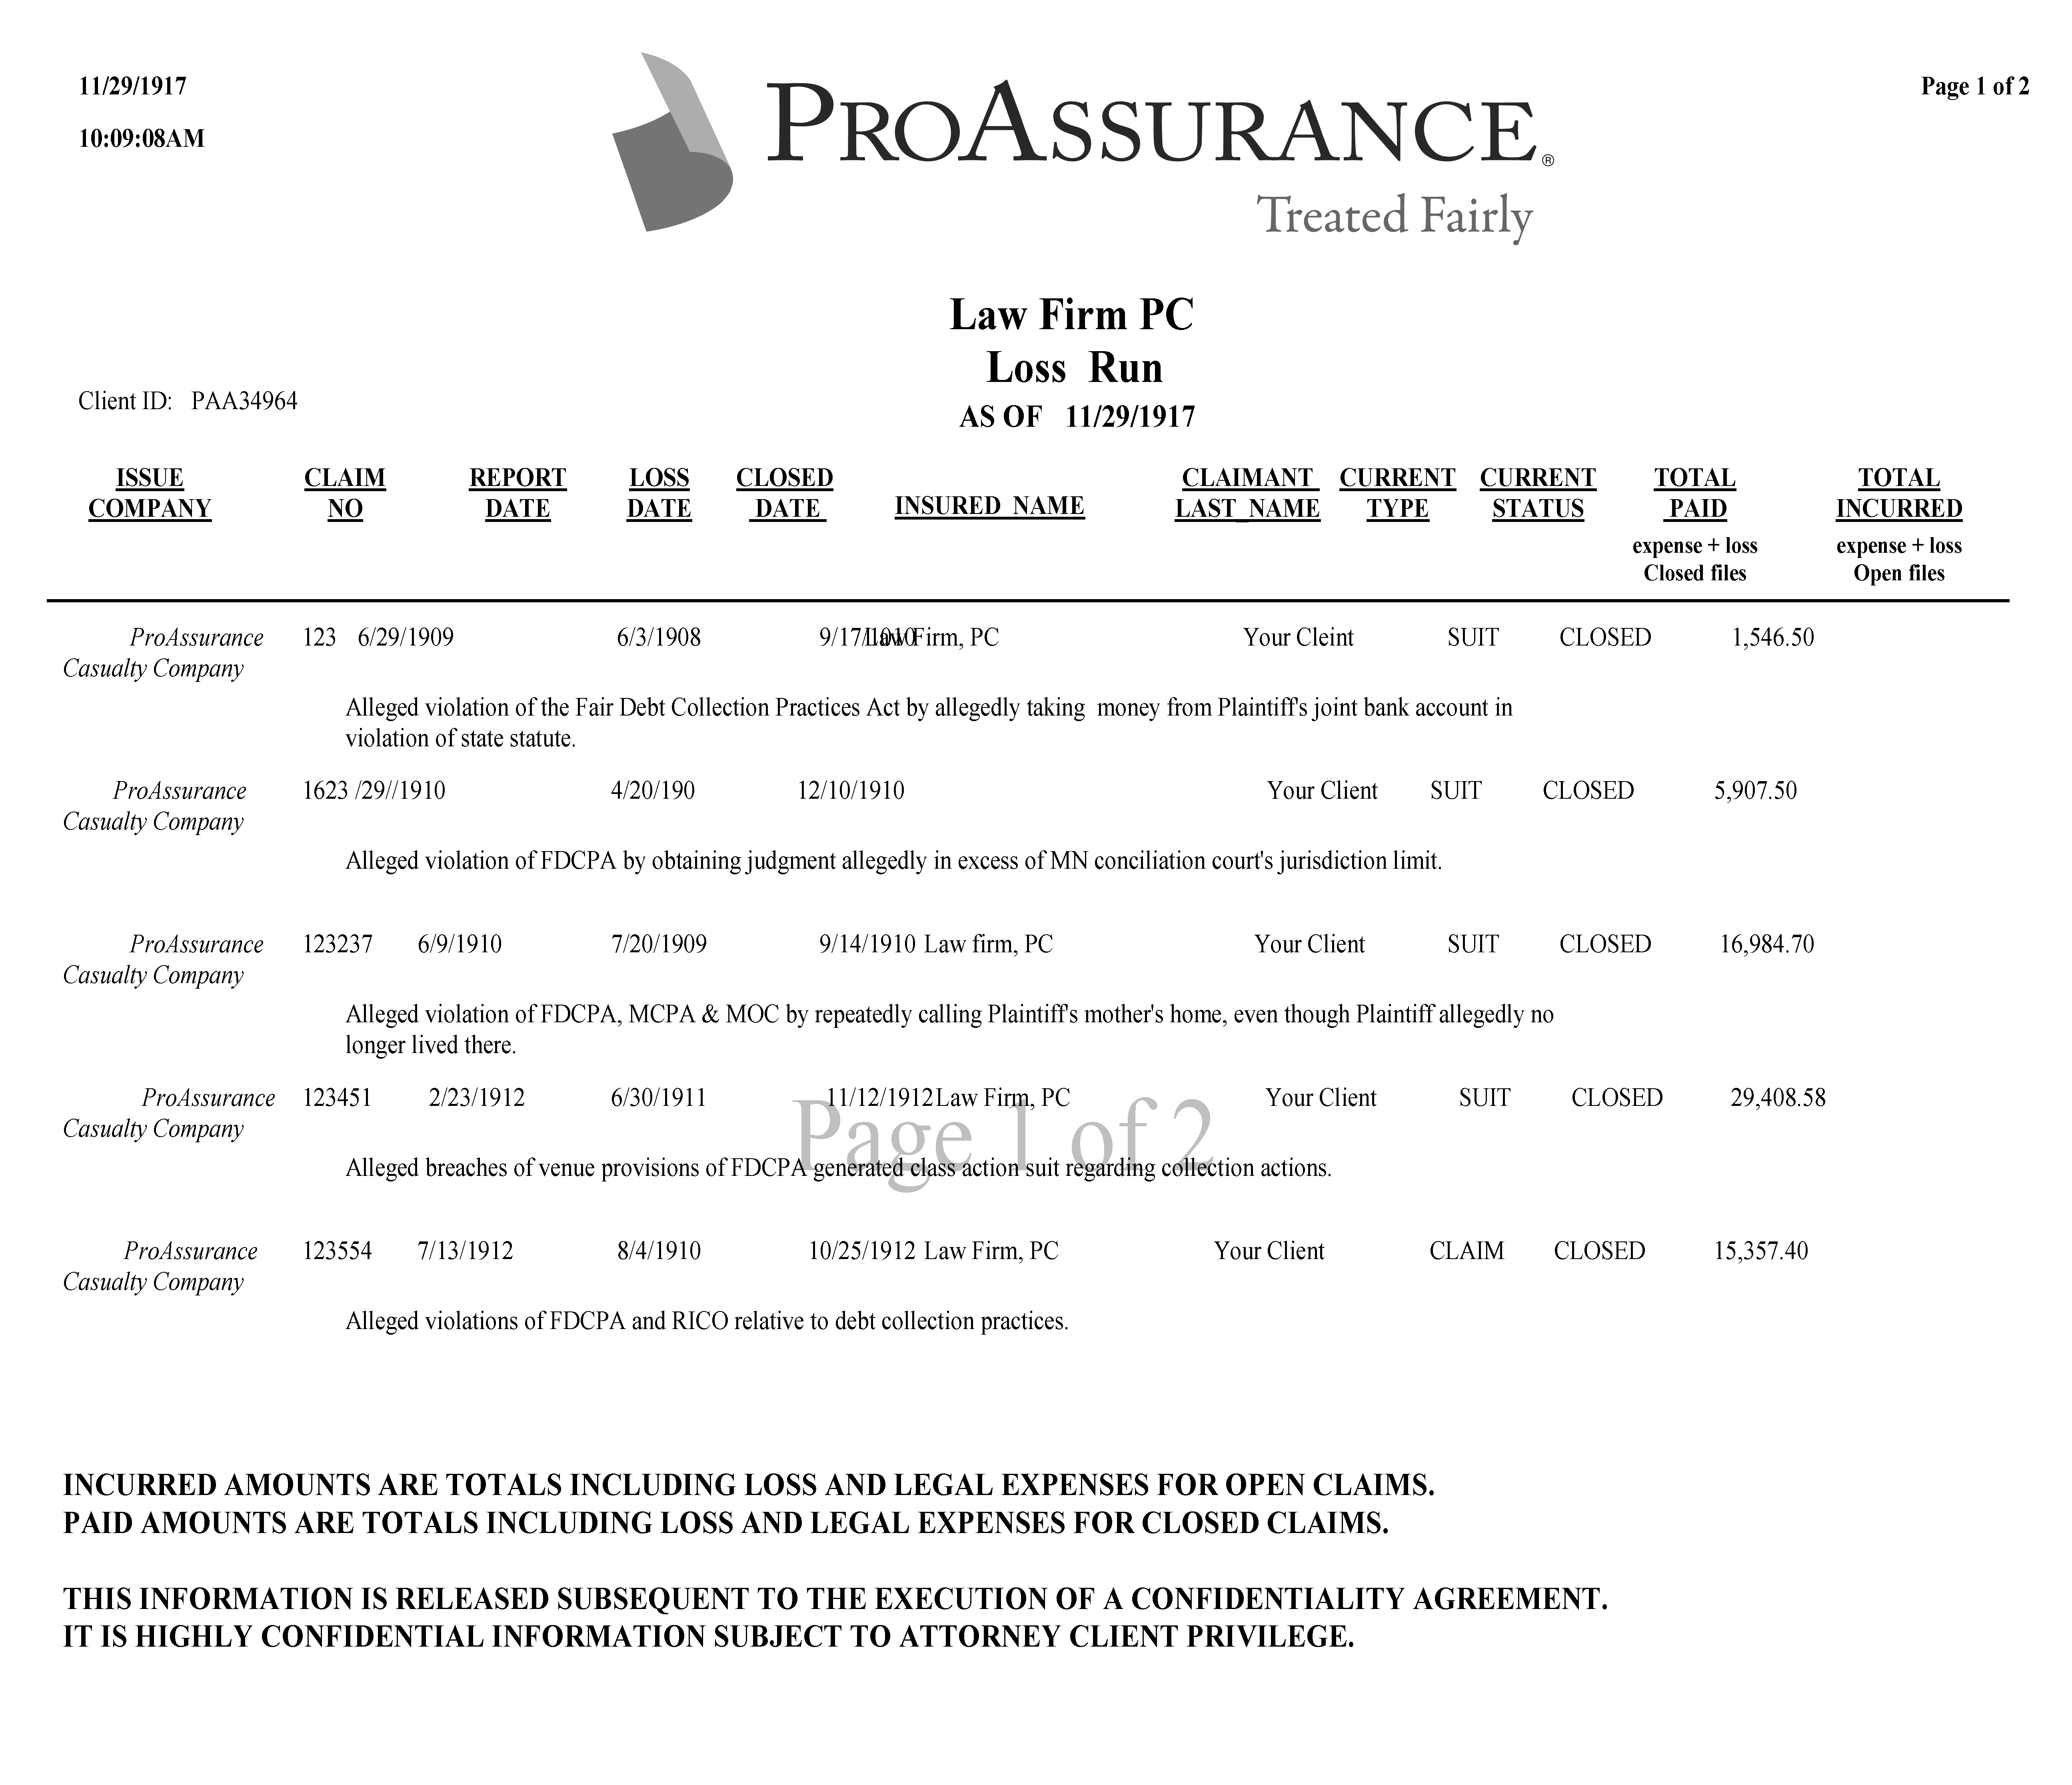 11/29/1917
10:09:08AM
PROASSURANCE®
Treated Fairly
Page 1 of 2
Law Firm PC
Loss Run
Client ID: PAA34964
AS OF 11/29/1917
ISSUE CLAIM REPORT LOSS CLOSED CLAIMANT CURRENT CURRENT TOTAL TOTAL
COMPANY NO DATE DATE DATE INSURED_NAME LAST_NAME TYPE STATUS PAID INCURRED
expense + loss expense + loss
Closed files Open files
ProAssurance 123 6/29/1909 6/3/1908 9/17/1910 Law Firm, PC Your Cleint SUIT CLOSED 1,546.50
Casualty Company
Alleged violation of the Fair Debt Collection Practices Act by allegedly taking money from Plaintiff's joint bank account in
violation of state statute.
ProAssurance 1623 /29//1910 4/20/190 12/10/1910 Your Client SUIT CLOSED 5,907.50
Casualty Company
Alleged violation of FDCPA by obtaining judgment allegedly in excess of MN conciliation court's jurisdiction limit.
ProAssurance 123237 6/9/1910 7/20/1909 9/14/1910 Law firm, PC Your Client SUIT CLOSED 16,984.70
Casualty Company
Alleged violation of FDCPA, MCPA & MOC by repeatedly calling Plaintiff's mother's home, even though Plaintiff allegedly no
longer lived there.
ProAssurance 123451 2/23/1912 6/30/1911 11/12/1912 Law Firm, PC Your Client SUIT CLOSED 29,408.58
Casualty Company
Page 1 of 2
Alleged breaches of venue provisions of FDCPA generated class action suit regarding collection actions.
ProAssurance 123554 7/13/1912 8/4/1910 10/25/1912 Law Firm, PC Your Client CLAIM CLOSED 15,357.40
Casualty Company
Alleged violations of FDCPA and RICO relative to debt collection practices.
INCURRED AMOUNTS ARE TOTALS INCLUDING LOSS AND LEGAL EXPENSES FOR OPEN CLAIMS.
PAID AMOUNTS ARE TOTALS INCLUDING LOSS AND LEGAL EXPENSES FOR CLOSED CLAIMS.
THIS INFORMATION IS RELEASED SUBSEQUENT TO THE EXECUTION OF A CONFIDENTIALITY AGREEMENT.
IT IS HIGHLY CONFIDENTIAL INFORMATION SUBJECT TO ATTORNEY CLIENT PRIVILEGE.